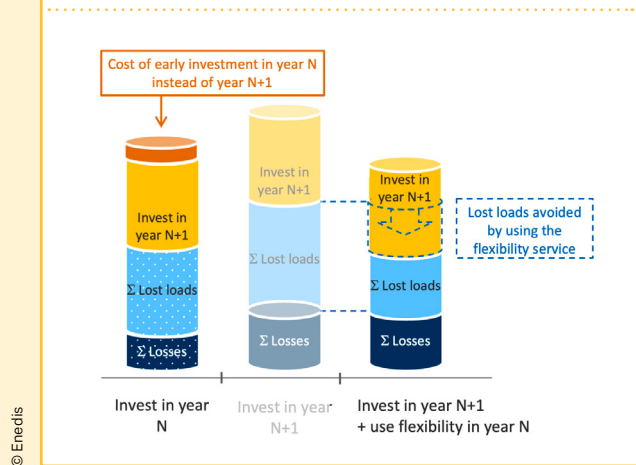 Cost of early investment in year N
instead of year N+1
Invest in
year N+1
Σ Lost loads
Σ Losses
Invest in
year N+1
Σ Lost loads
Σ Losses
Invest in
year N+1
Σ Lost loads
Σ Losses
Lost loads avoided
by using the
flexibility service
Invest in year
N
Invest in year
N+1
Invest in year N+1
+ use flexibility in year N
© Enedis